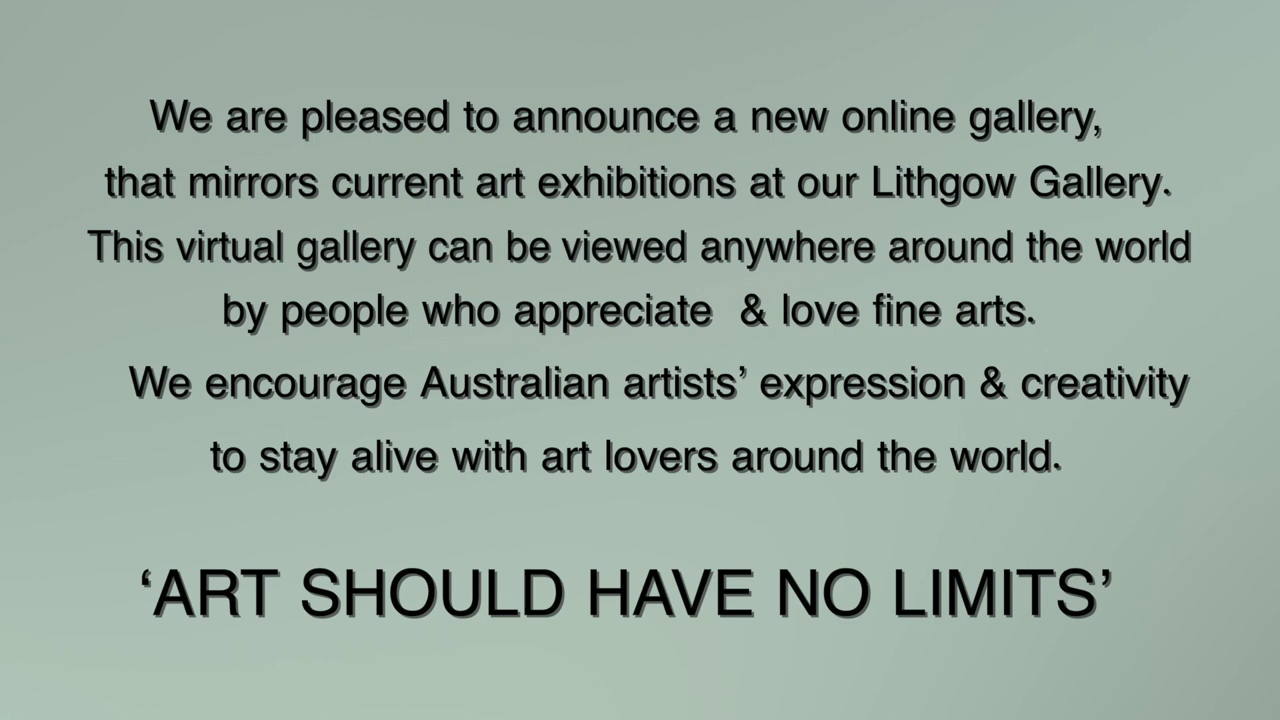 We are pleased to announce a new online gallery,
that mirrors current art exhibitions at our Lithgow Gallery.
This virtual gallery can be viewed anywhere around the world
by people who appreciate  & love fine arts.
We encourage Australian artists’ expression & creativity
to stay alive with art lovers around the world.
‘ART SHOULD HAVE NO LIMITS’